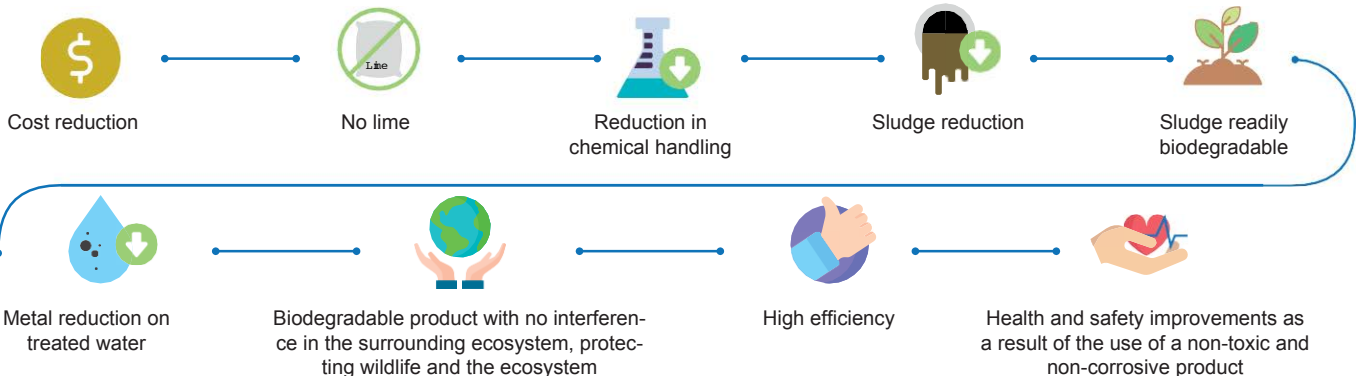 $
Lime
Cost reduction
No lime
Reduction in
chemical handling
Sludge reduction
Sludge readily
biodegradable
Metal reduction on
treated water
Biodegradable product with no interferen-
ce in the surrounding ecosystem, protec-
ting wildlife and the ecosystem
High efficiency
Health and safety improvements as
a result of the use of a non-toxic and
non-corrosive product